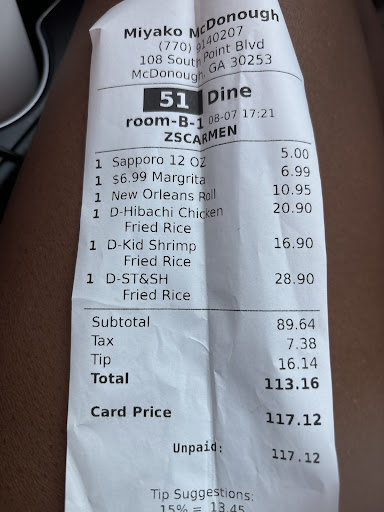 Miyako McDonough
(770) 9140207
108 South Point Blvd
McDonough, GA 30253
51 Dine
room-B-1 08-07 17:21
ZSCARMEN
1 Sapporo 12 OZ 5.00
1 $6.99 Margrita 6.99
1 New Orleans Roll 10.95
1 D-Hibachi Chicken 20.90
Fried Rice
1 D-Kid Shrimp 16.90
Fried Rice
1 D-ST&SH 28.90
Fried Rice
Subtotal 89.64
Tax 7.38
Tip 16.14
Total 113.16
Card Price 117.12
Unpaid: 117.12
Tip Suggestions:
15% = 13.45